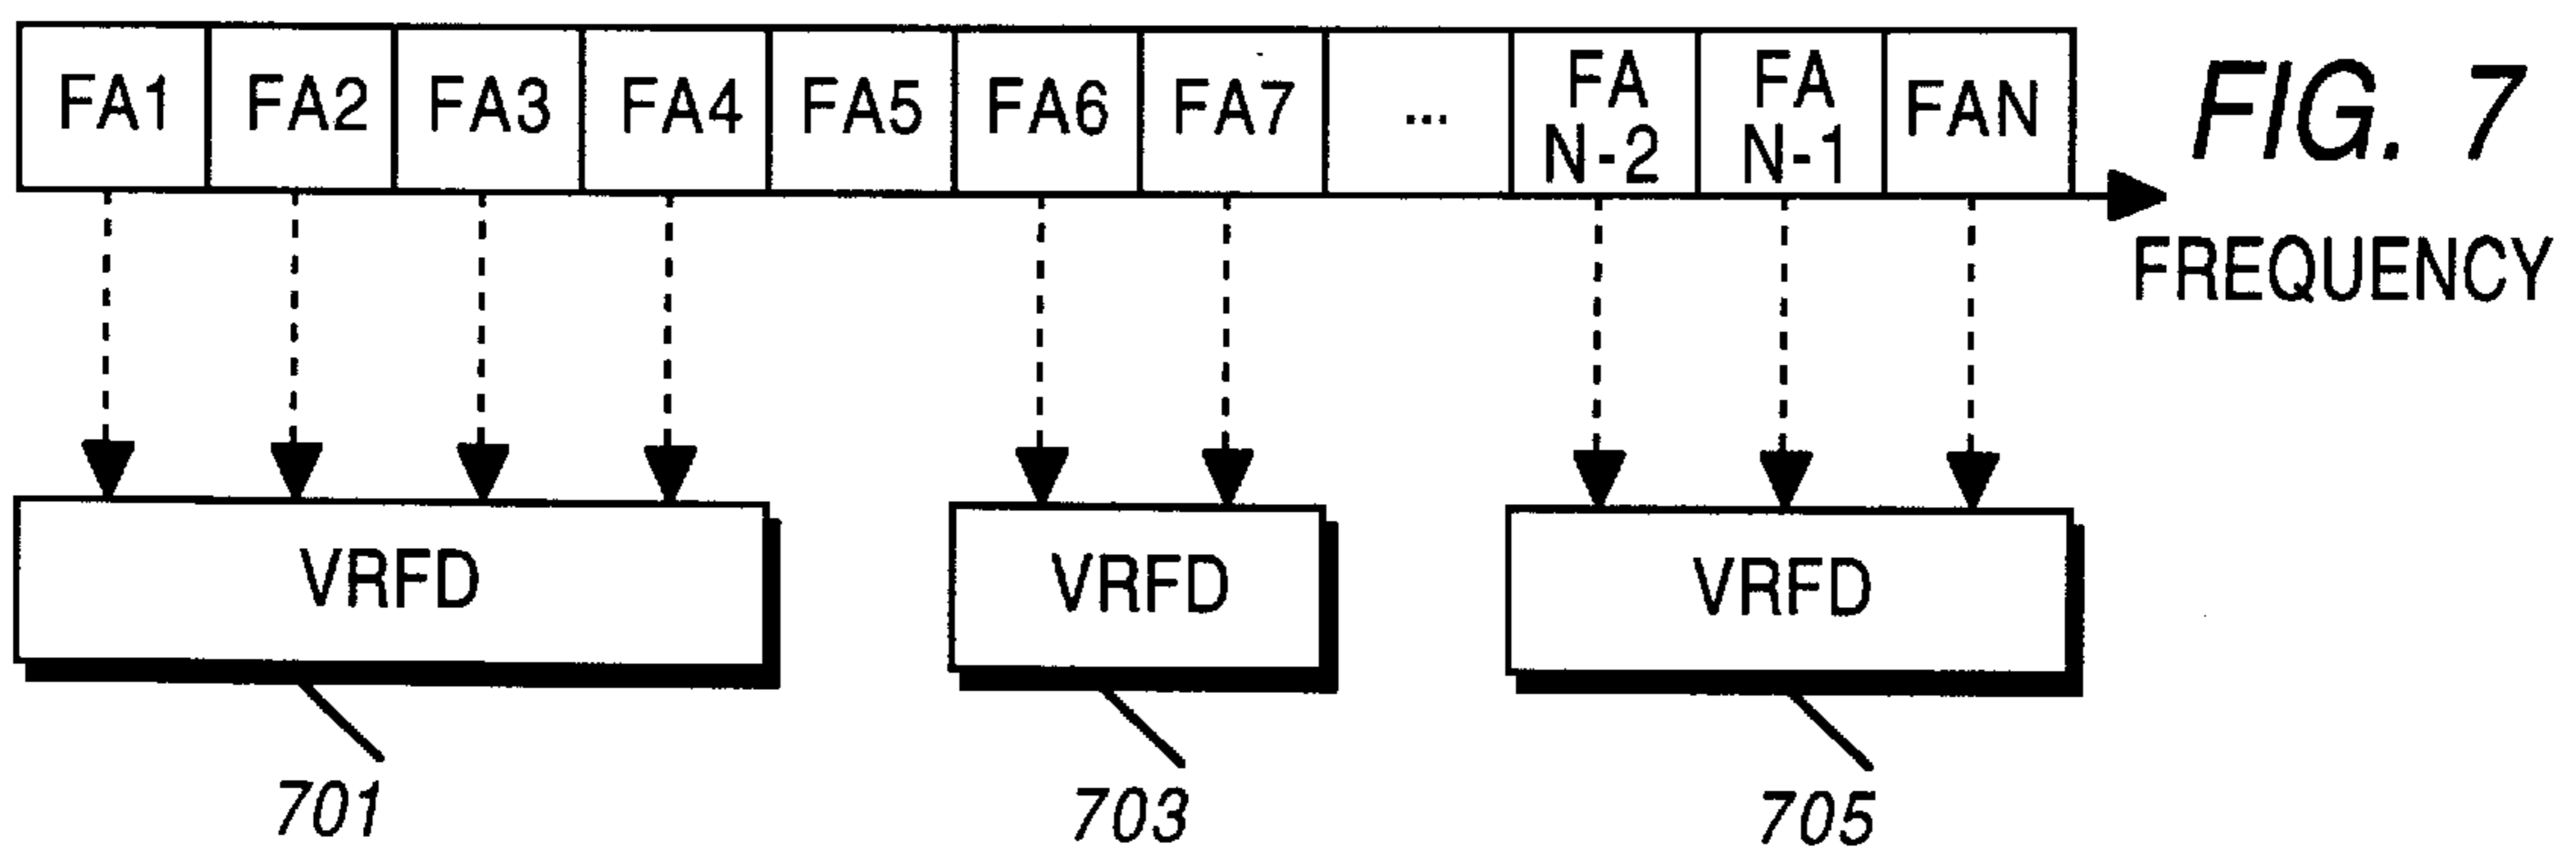 FA1 FA2 FA3 FA4 FA5 FA6 FA7 ... FA N-2 FA N-1 FAN
FIG. 7
FREQUENCY
VRFD VRFD VRFD
701 703 705